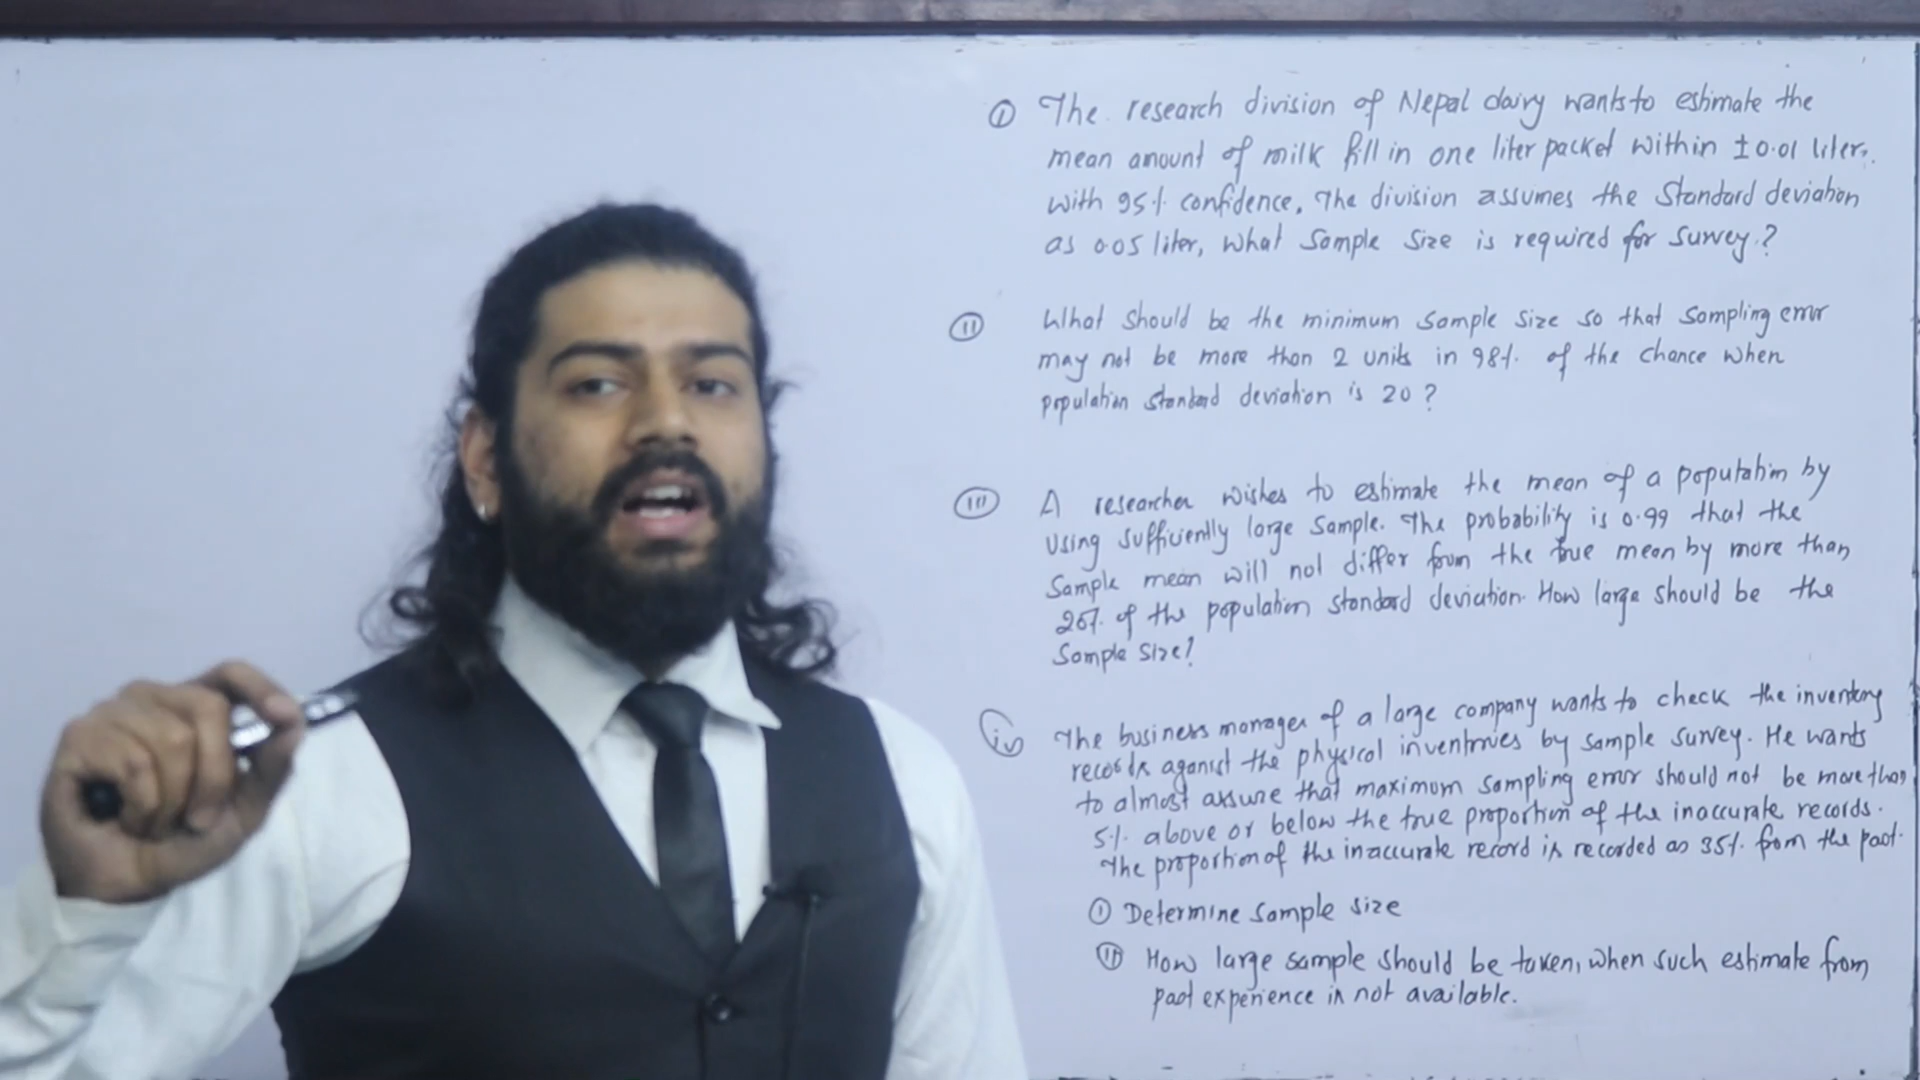 ① The research division of Nepal dairy wants to estimate the
mean amount of milk fill in one liter packet within ±0.01 liter,
with 95% confidence, The division assumes the standard deviation
as 0.05 liter, what sample size is required for survey?
⑪ What should be the minimum sample size so that sampling error
may not be more than 2 units in 98% of the chance when
population standard deviation is 20?
(III) A researcher wishes to estimate the mean of a population by
using sufficiently large sample. The probability is 0.99 that the
sample mean will not differ from the true mean by more than
of the population standard deviation. How large should be the
sample size?
(iv) The business manager of a large company wants to check the inventory
records against the physical inventories by sample survey. He wants
to almost assure that maximum sampling error should not be more than
5% above or below the true proportion of the inaccurate records.
The proportion of the inaccurate record is recorded as 35% from the past.
① Determine sample size
⑪ How large sample should be taken, when such estimate from
past experience is not available.